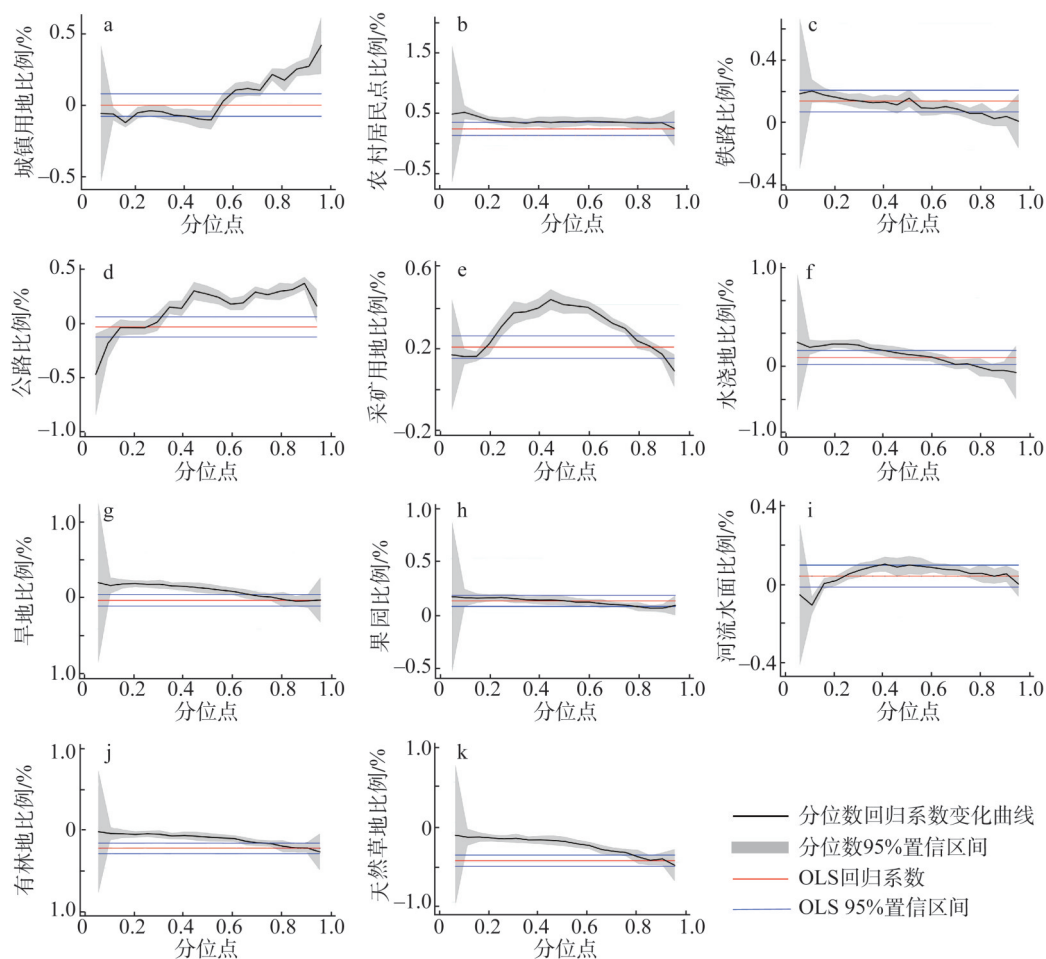 a
城镇用地比例/%
0.5
0
–0.5
0 0.2 0.4 0.6 0.8 1.0
分位点
b
农村居民点比例/%
1.5
0.5
–0.5
0 0.2 0.4 0.6 0.8 1.0
分位点
c
铁路比例/%
0.4
0
–0.4
0 0.2 0.4 0.6 0.8 1.0
分位点
d
公路比例/%
0.5
0
–0.5
–1.0
0 0.2 0.4 0.6 0.8 1.0
分位点
e
采矿用地比例/%
0.6
0.2
–0.2
0 0.2 0.4 0.6 0.8 1.0
分位点
f
水浇地比例/%
1.0
0
–1.0
0 0.2 0.4 0.6 0.8 1.0
分位点
g
旱地比例/%
1.0
0
1.0
0 0.2 0.4 0.6 0.8 1.0
分位点
h
果园比例/%
1.0
0.5
0
–0.5
0 0.2 0.4 0.6 0.8 1.0
分位点
i
河流水面比例/%
0.4
0
–0.4
0 0.2 0.4 0.6 0.8 1.0
分位点
j
有林地比例/%
1.0
0
1.0
0 0.2 0.4 0.6 0.8 1.0
分位点
k
天然草地比例/%
1.0
0
–1.0
0 0.2 0.4 0.6 0.8 1.0
分位点
分位数回归系数变化曲线
分位数95%置信区间
OLS回归系数
OLS 95%置信区间